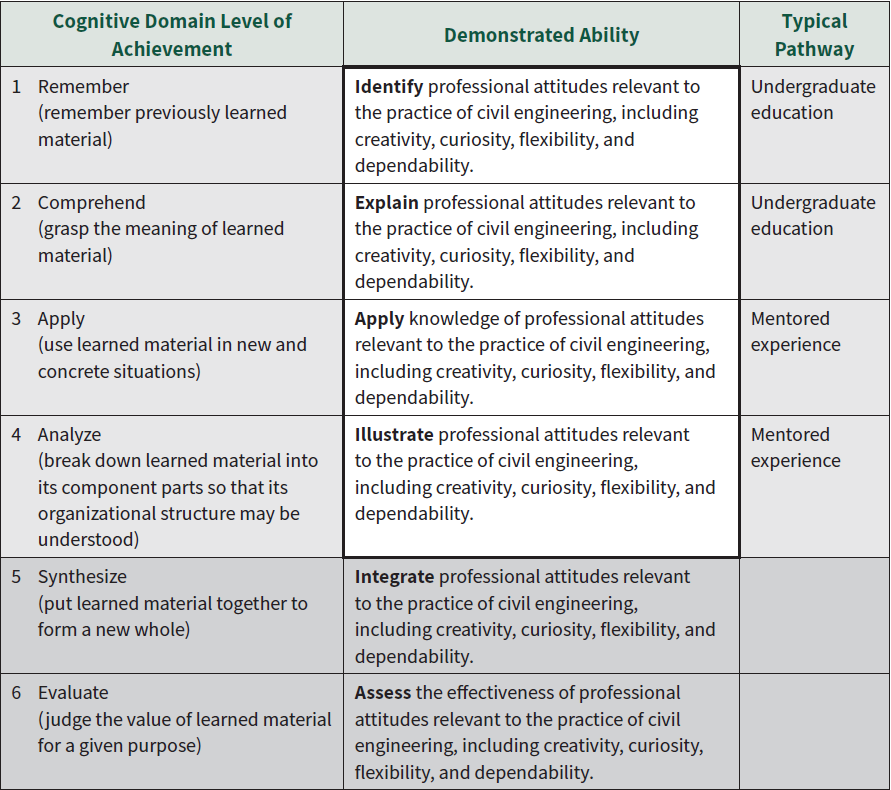 Cognitive Domain Level of
Achievement
Demonstrated Ability
Typical
Pathway
1 Remember
(remember previously learned
material)
Identify professional attitudes relevant to
the practice of civil engineering, including
creativity, curiosity, flexibility, and
dependability.
Undergraduate
education
2 Comprehend
(grasp the meaning of learned
material)
Explain professional attitudes relevant to
the practice of civil engineering, including
creativity, curiosity, flexibility, and
dependability.
Undergraduate
education
3 Apply
(use learned material in new and
concrete situations)
Apply knowledge of professional attitudes
relevant to the practice of civil engineering,
including creativity, curiosity, flexibility, and
dependability.
Mentored
experience
4 Analyze
(break down learned material into
its component parts so that its
organizational structure may be
understood)
Illustrate professional attitudes relevant
to the practice of civil engineering,
including creativity, curiosity, flexibility, and
dependability.
Mentored
experience
5 Synthesize
(put learned material together to
form a new whole)
Integrate professional attitudes relevant
to the practice of civil engineering,
including creativity, curiosity, flexibility, and
dependability.
6 Evaluate
(judge the value of learned material
for a given purpose)
Assess the effectiveness of professional
attitudes relevant to the practice of civil
engineering, including creativity, curiosity,
flexibility, and dependability.